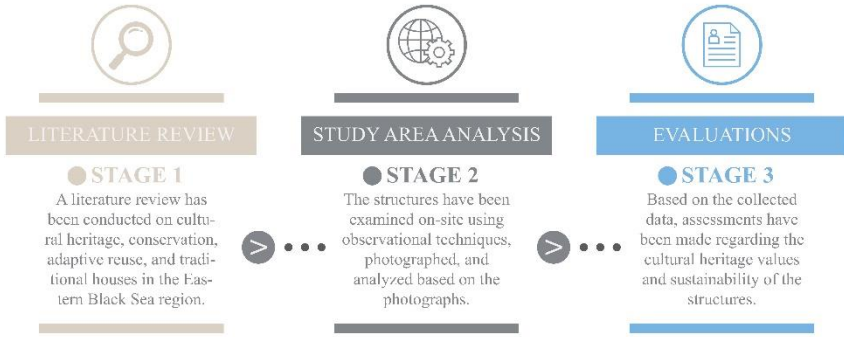 LITERATURE REVIEW
STAGE 1
A literature review has
been conducted on cultu-
ral heritage, conservation,
adaptive reuse, and tradi-
tional houses in the Eas-
tern Black Sea region.
>
STUDY AREA ANALYSIS
STAGE 2
The structures have been
examined on-site using
observational techniques,
photographed, and
analyzed based on the
photographs.
>
EVALUATIONS
STAGE 3
Based on the collected
data, assessments have
been made regarding the
cultural heritage values
and sustainability of the
structures.